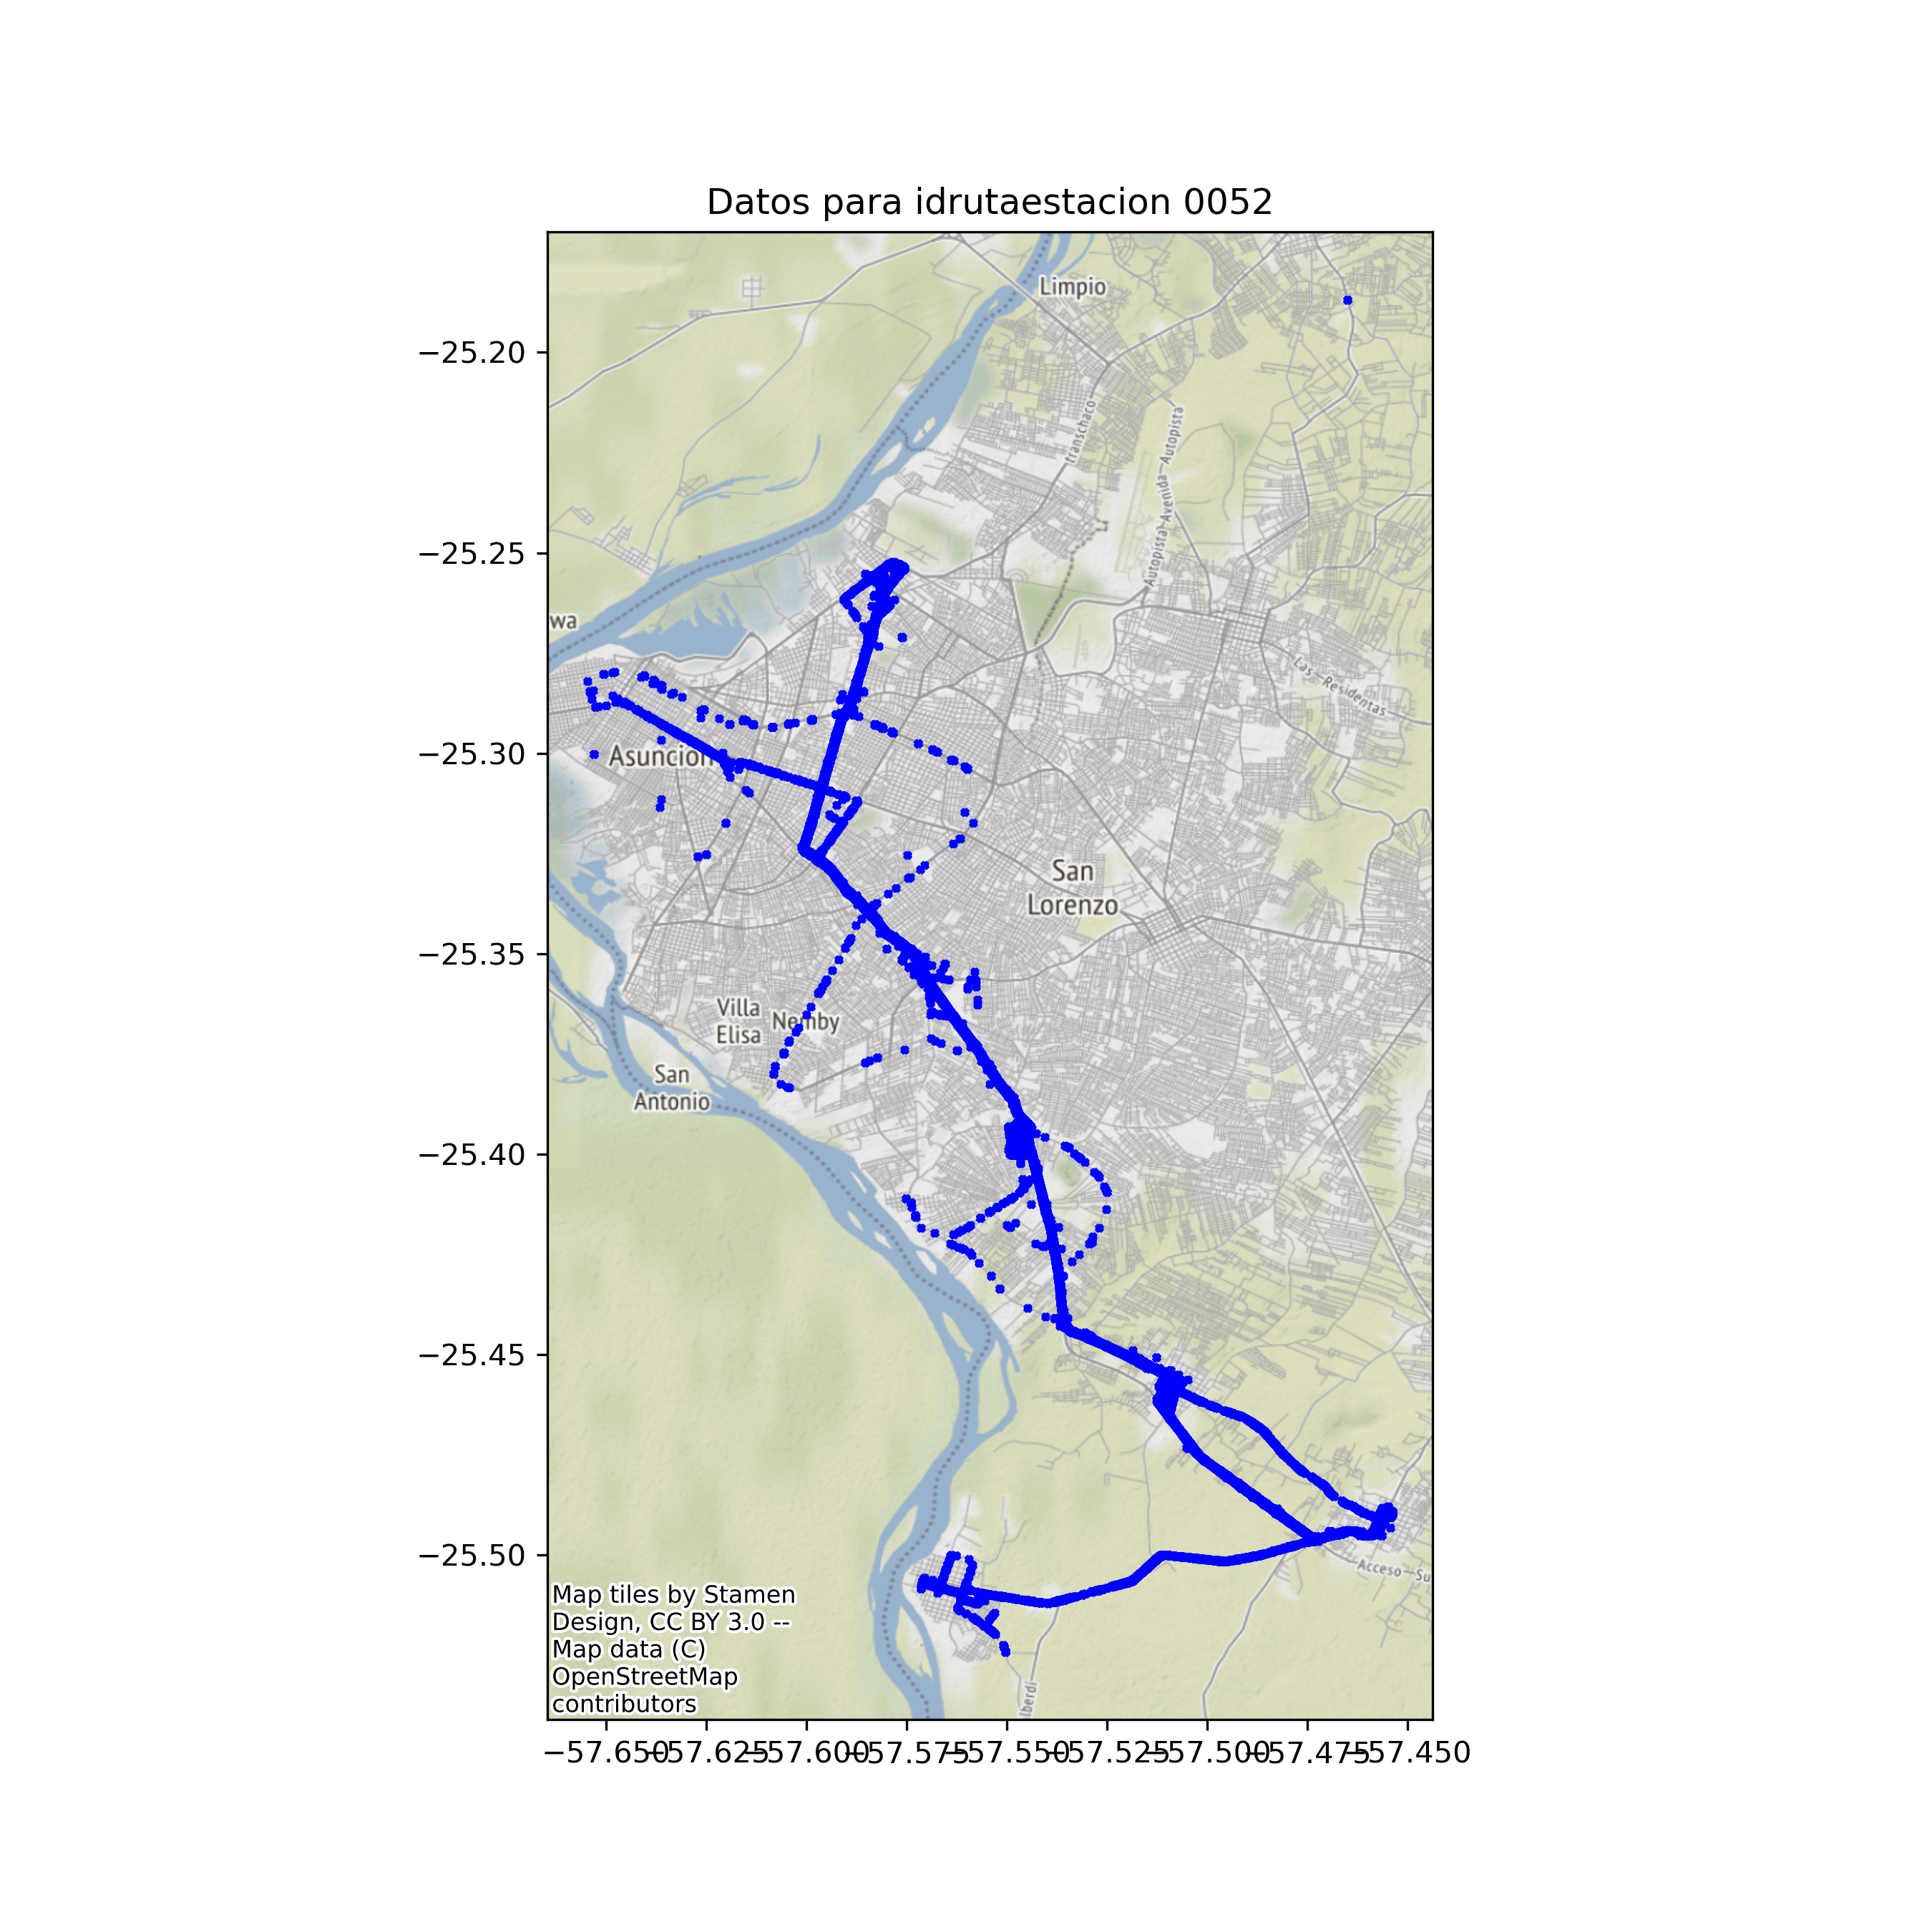 Datos para idrutaestacion 0052
Limpio
transchaco
Autopista-Avenida-Autopista
wa
Las-Residentas
Asuncion
San
Lorenzo
Villa
Elisa
Nemby
San
Antonio
Acceso-Su
lberdi
Map tiles by Stamen
Design, CC BY 3.0 --
Map data (C)
OpenStreetMap
contributors
−25.20
−25.25
−25.30
−25.35
−25.40
−25.45
−25.50
−57.650 −57.625 −57.600 −57.575 −57.550 −57.525 −57.500 −57.475 −57.450